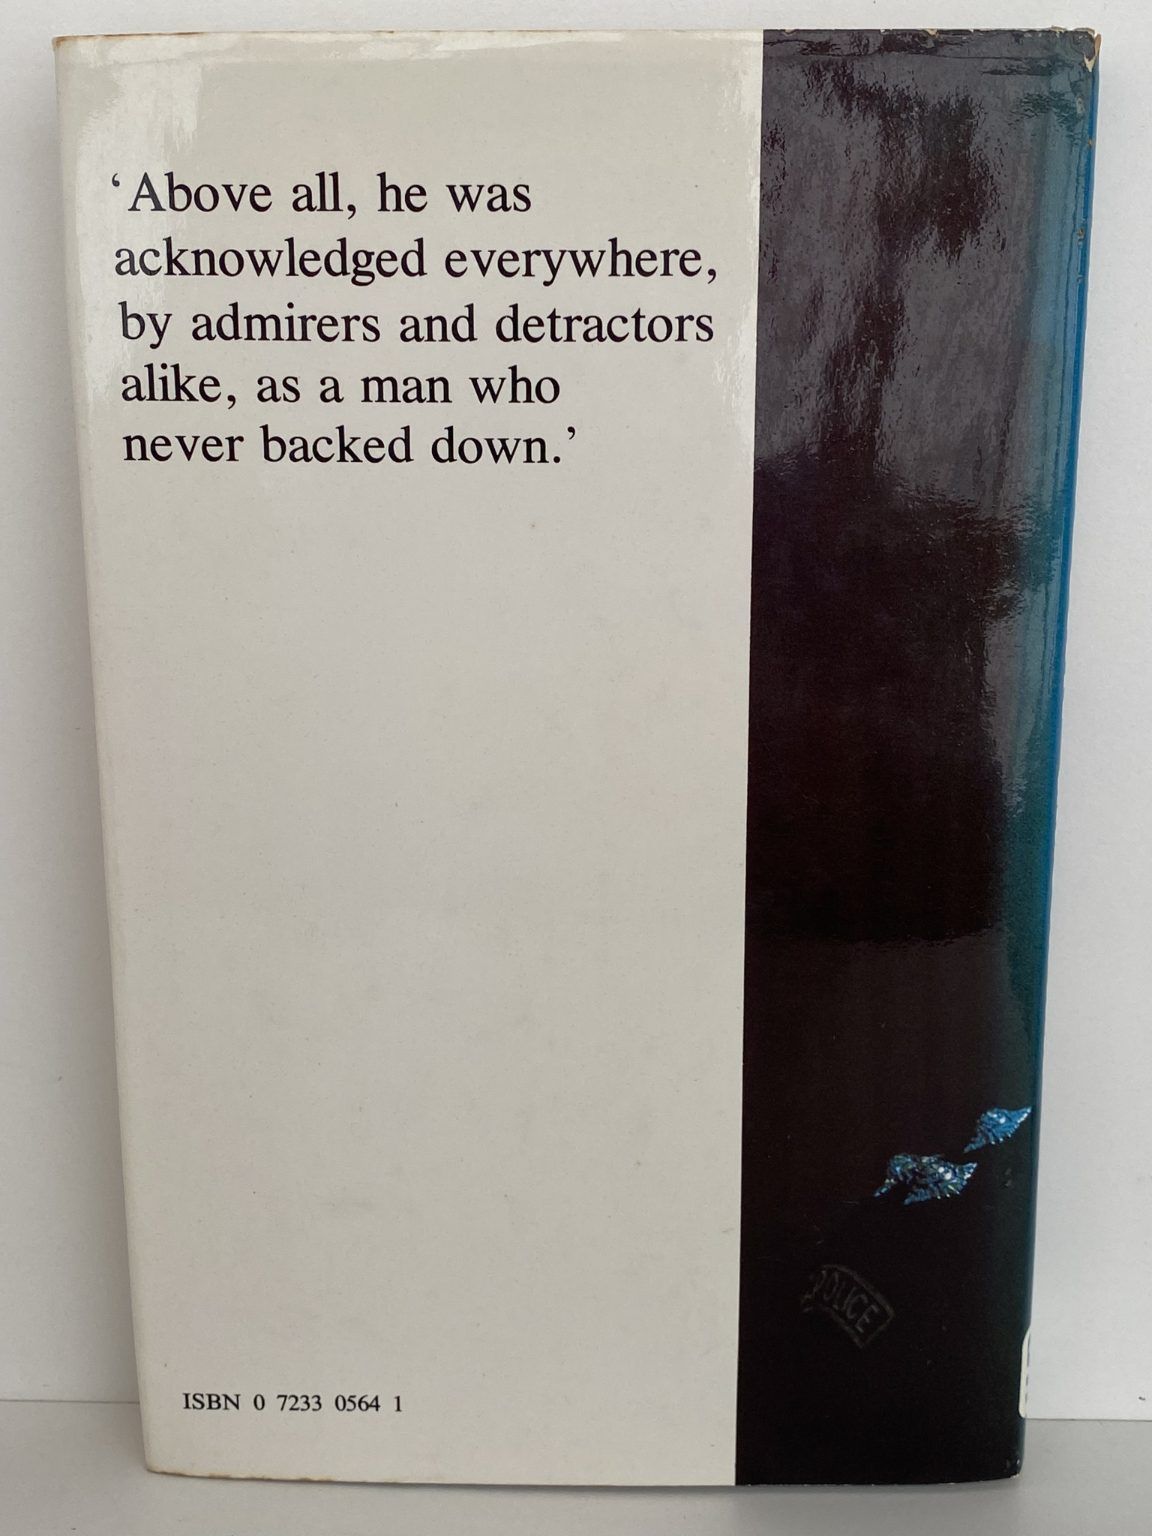 ‘Above all, he was
acknowledged everywhere,
by admirers and detractors
alike, as a man who
never backed down.’
POLICE
ISBN 0 7233 0564 1